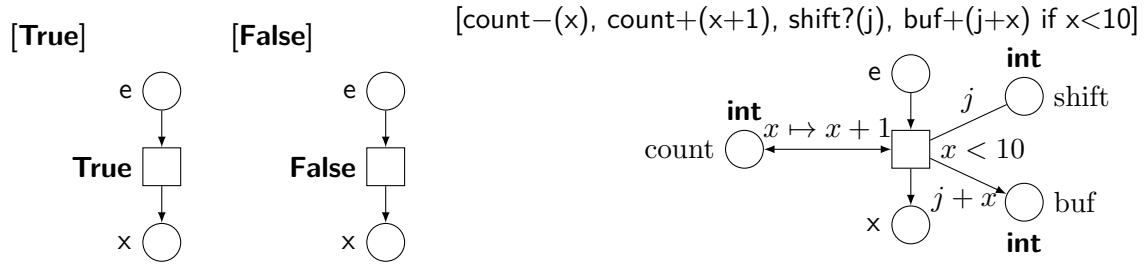 [count−(x), count+(x+1), shift?(j), buf+(j+x) if x<10]
[True] [False]
int
e e e
j shift
int
x ↦ x + 1
count
True False x < 10
j + x buf
x x x
int